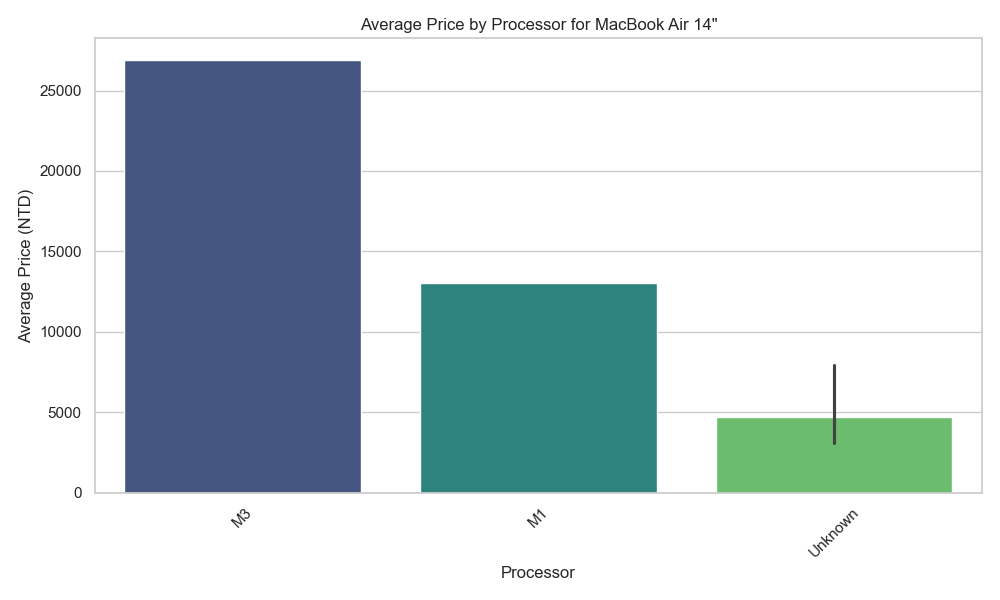 Average Price by Processor for MacBook Air 14"
Average Price (NTD)
25000
20000
15000
10000
5000
0
M3
M1
Unknown
Processor